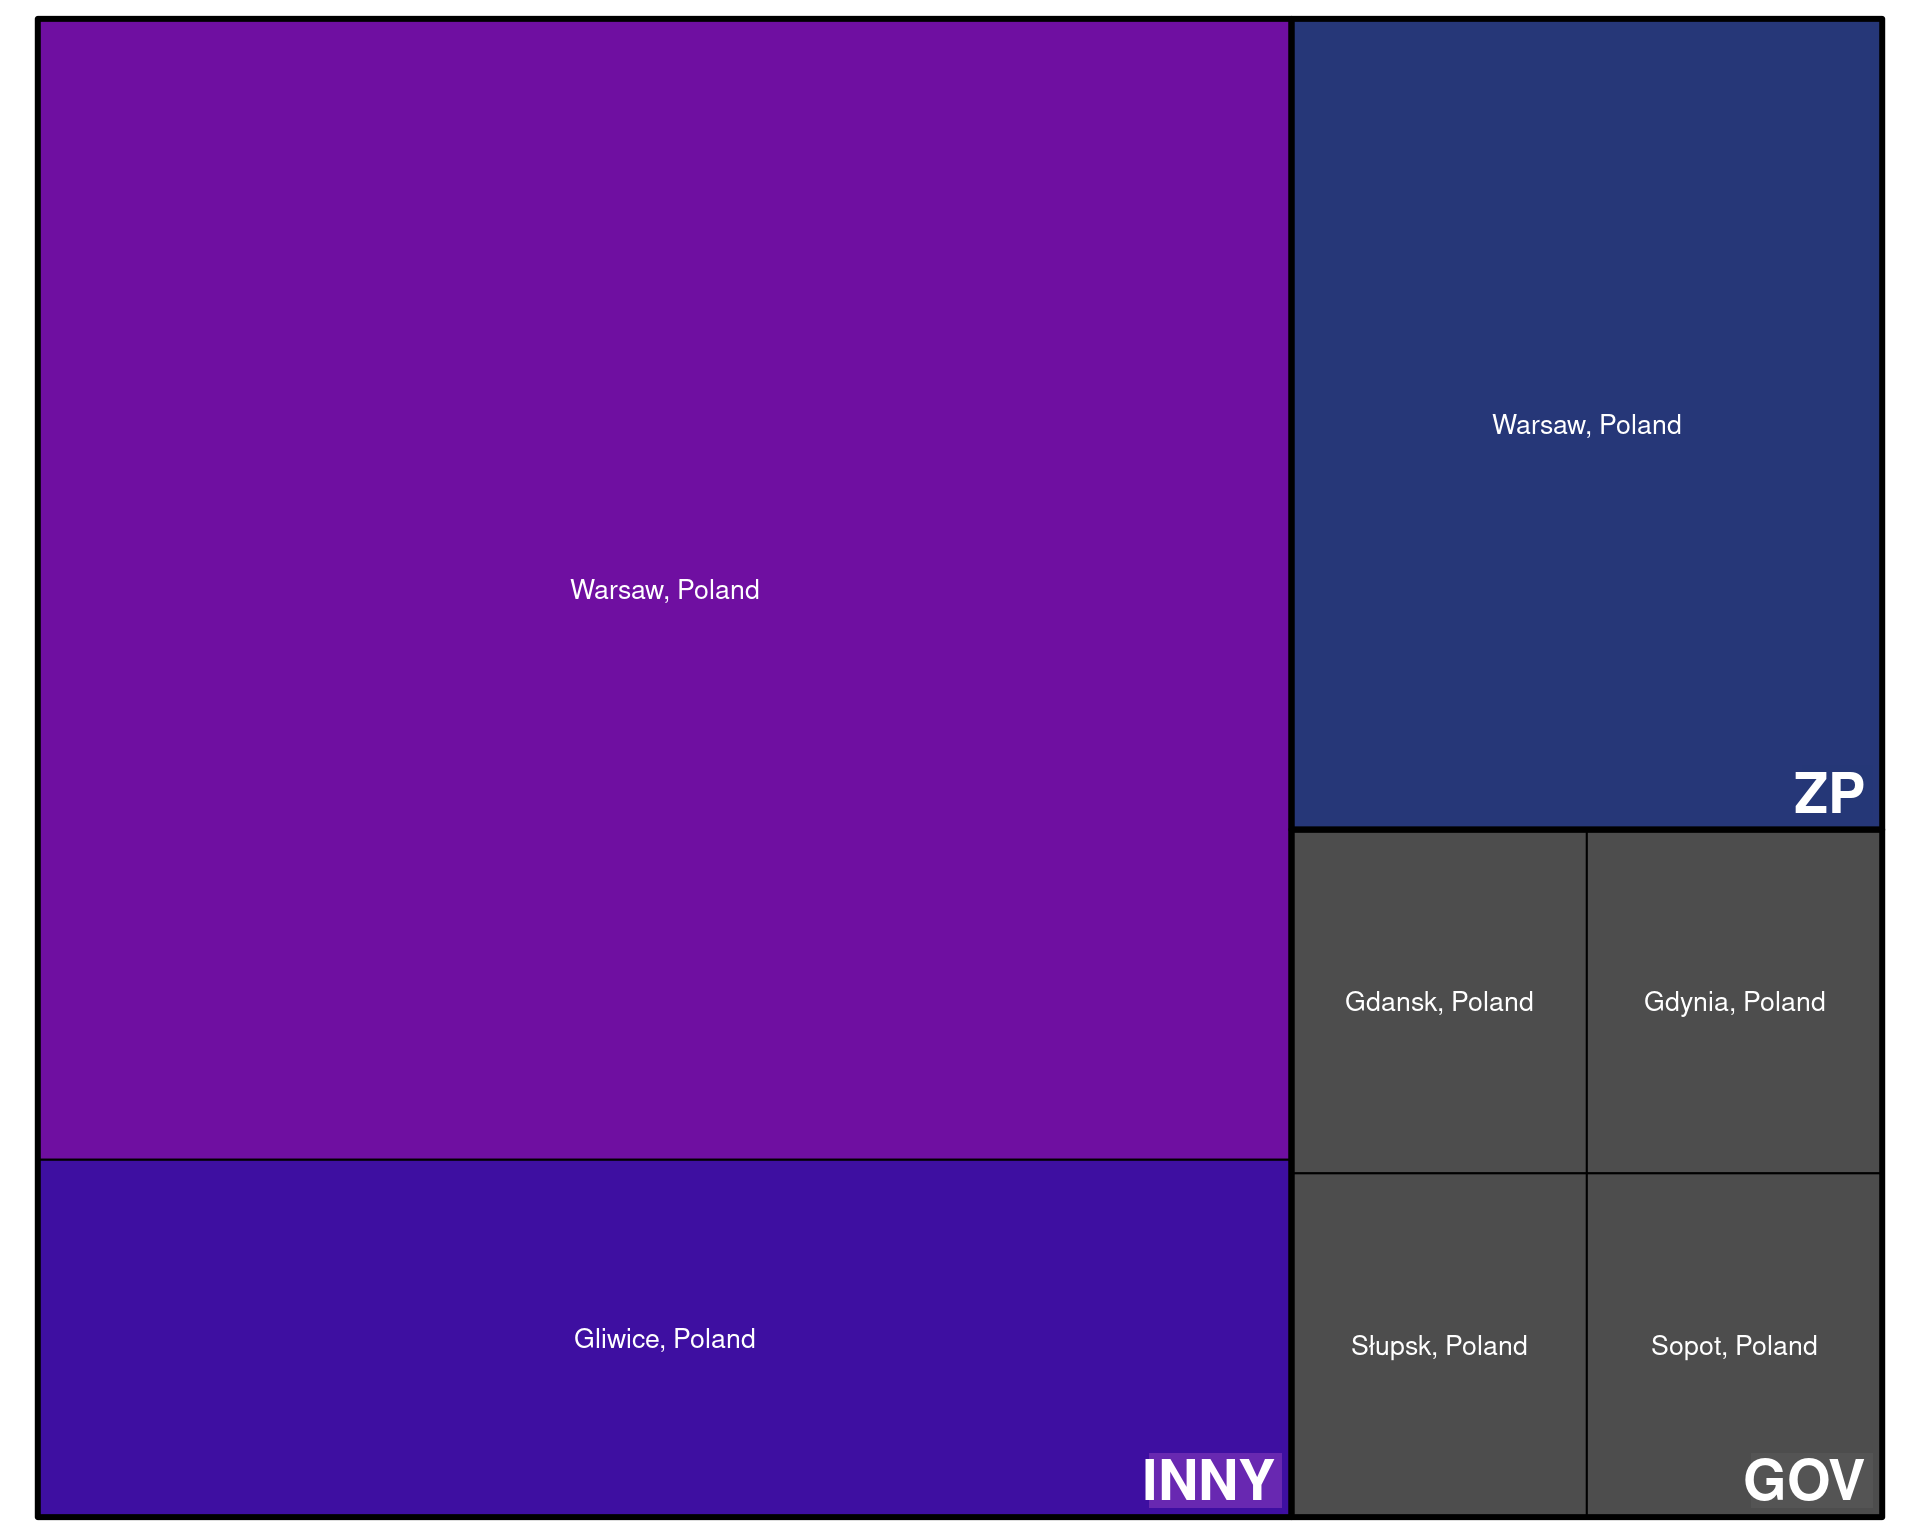 Warsaw, Poland
Gliwice, Poland
INNY
Warsaw, Poland
ZP
Gdansk, Poland
Gdynia, Poland
Słupsk, Poland
Sopot, Poland
GOV